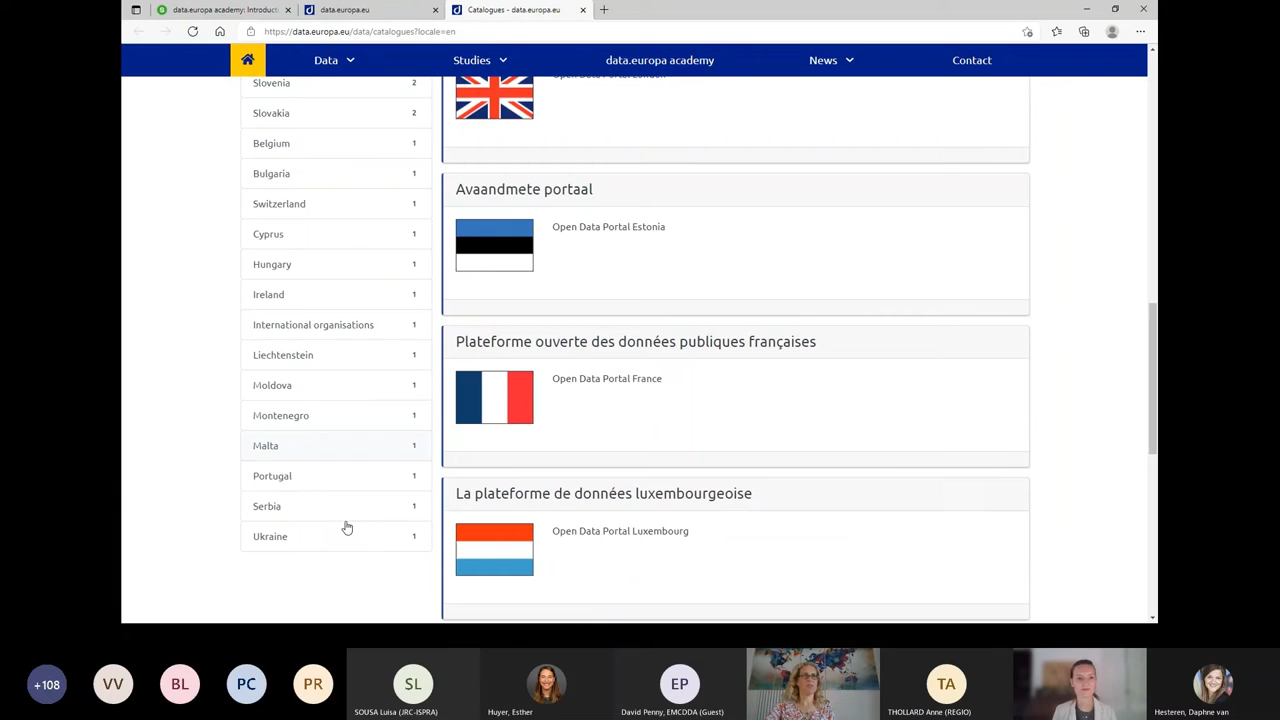 data.europa academy: Introduct
data.europa.eu
Catalogues - data.europa.eu
https://data.europa.eu/data/catalogues?locale=en
Data
Studies
data.europa academy
News
Contact
Slovenia 2
Slovakia 2
Belgium 1
Bulgaria 1
Switzerland 1
Cyprus 1
Hungary 1
Ireland 1
International organisations 1
Liechtenstein 1
Moldova 1
Montenegro 1
Malta 1
Portugal 1
Serbia 1
Ukraine 1
Open Data Portal London
Avaandmete portaal
Open Data Portal Estonia
Plateforme ouverte des données publiques françaises
Open Data Portal France
La plateforme de données luxembourgeoise
Open Data Portal Luxembourg
+108
VV
BL
PC
PR
SL
SOUSA Luisa (JRC-ISPRA)
Huyer, Esther
EP
David Penny, EMCDDA (Guest)
TA
THOLLARD Anne (REGIO)
Hesteren, Daphne van